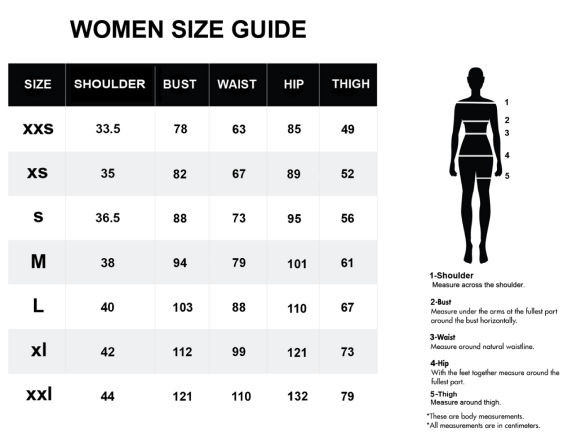 WOMEN SIZE GUIDE
SIZE SHOULDER BUST WAIST HIP THIGH
XXS 33.5 78 63 85 49
XS 35 82 67 89 52
S 36.5 88 73 95 56
M 38 94 79 101 61
L 40 103 88 110 67
xl 42 112 99 121 73
xxl 44 121 110 132 79
1
2
3
4
5
1-Shoulder
Measure across the shoulder.
2-Bust
Measure under the arms at the fullest part
around the bust horizontally.
3-Waist
Measure around natural waistline.
4-Hip
With the feet together measure around the
fullest part.
5-Thigh
Measure around thigh.
*These are body measurements.
*All measurements are in centimeters.